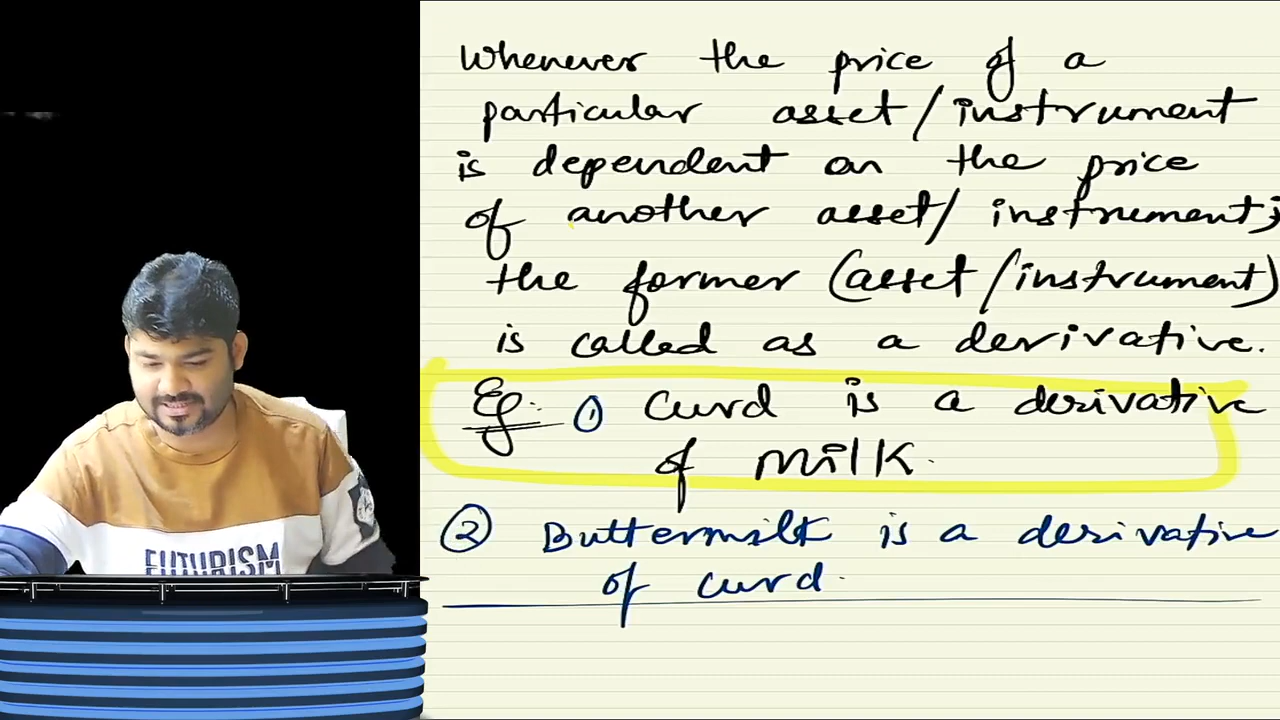 Whenever the price of a
particular asset/instrument
is dependent on the price
of another asset/instrument;
the former (asset/instrument)
is called as a derivative.
Eg: ① Curd is a derivative
of Milk.
② Buttermilk is a derivative
of curd.
FUTURISM